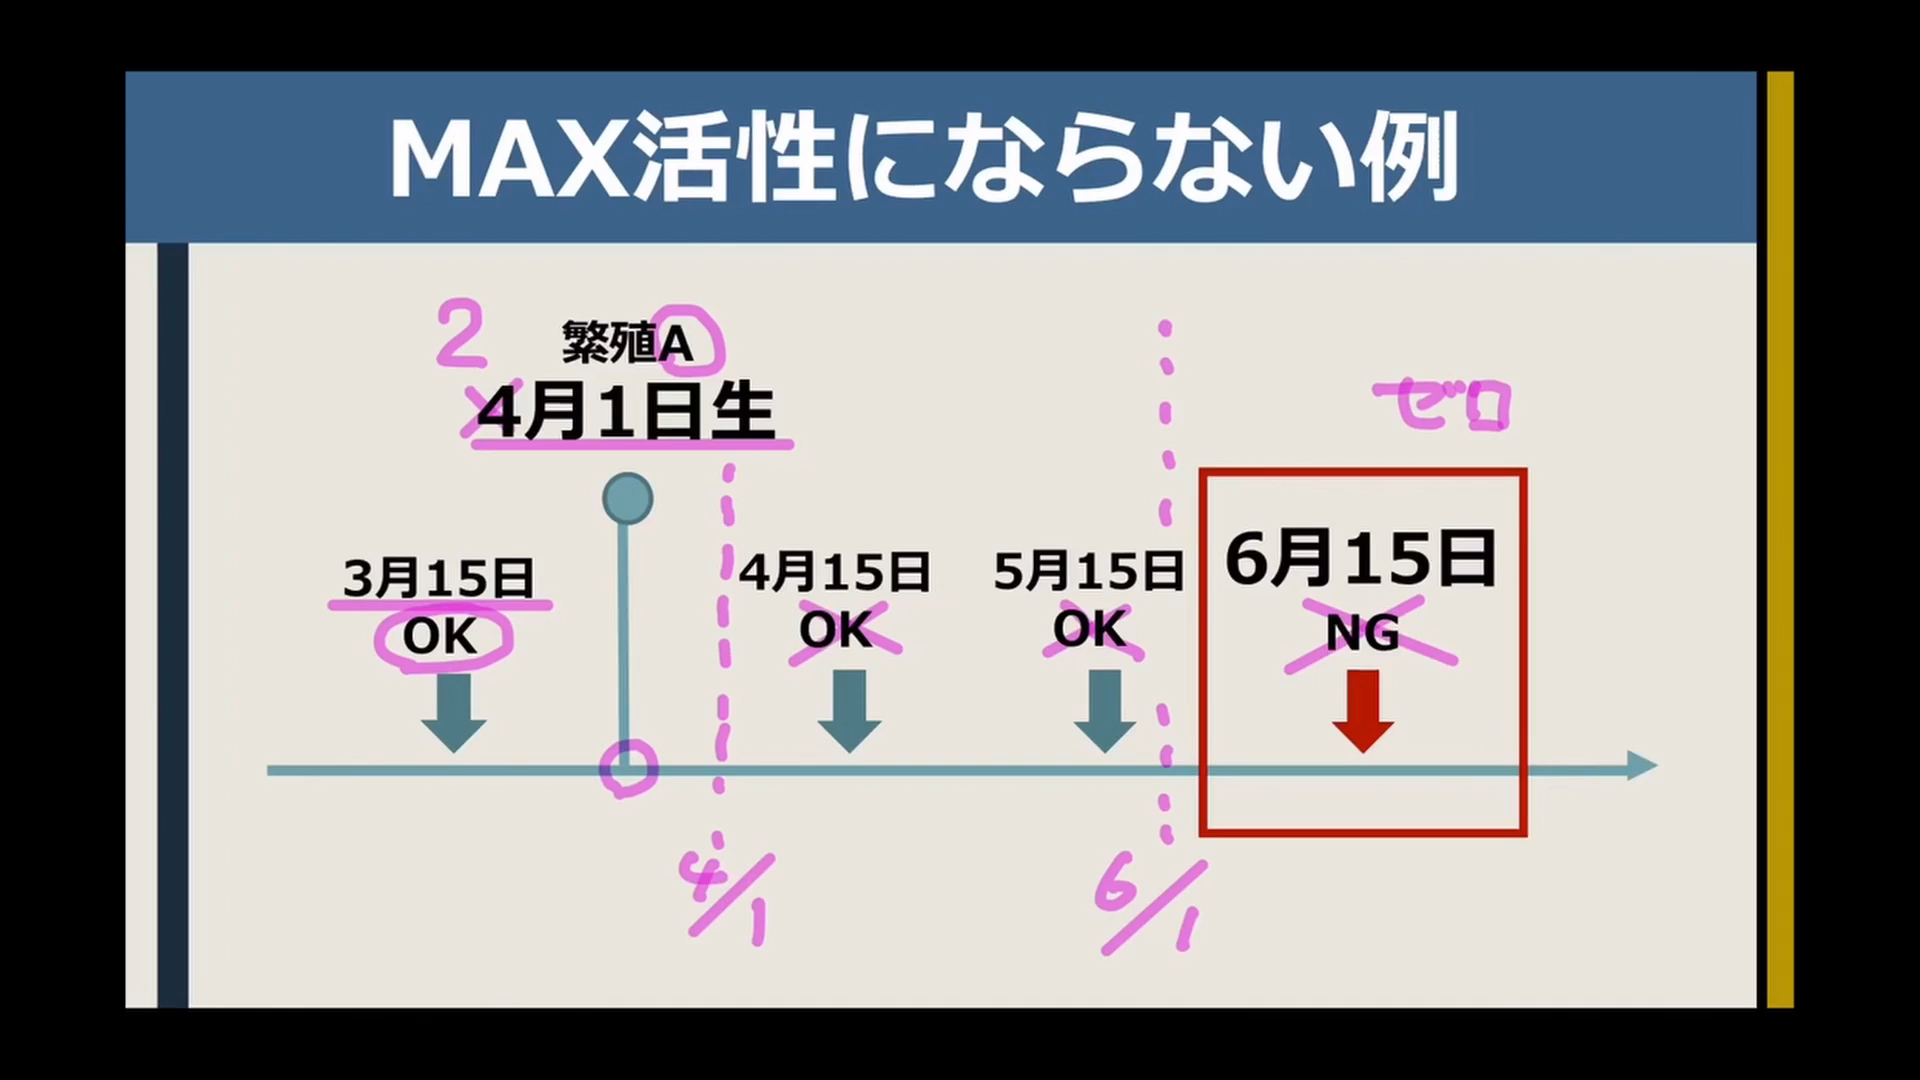 MAX活性にならない例
2
繁殖A
4月1日生
ゼロ
3月15日
OK
4月15日
OK
5月15日
OK
6月15日
NG
4/1
6/1